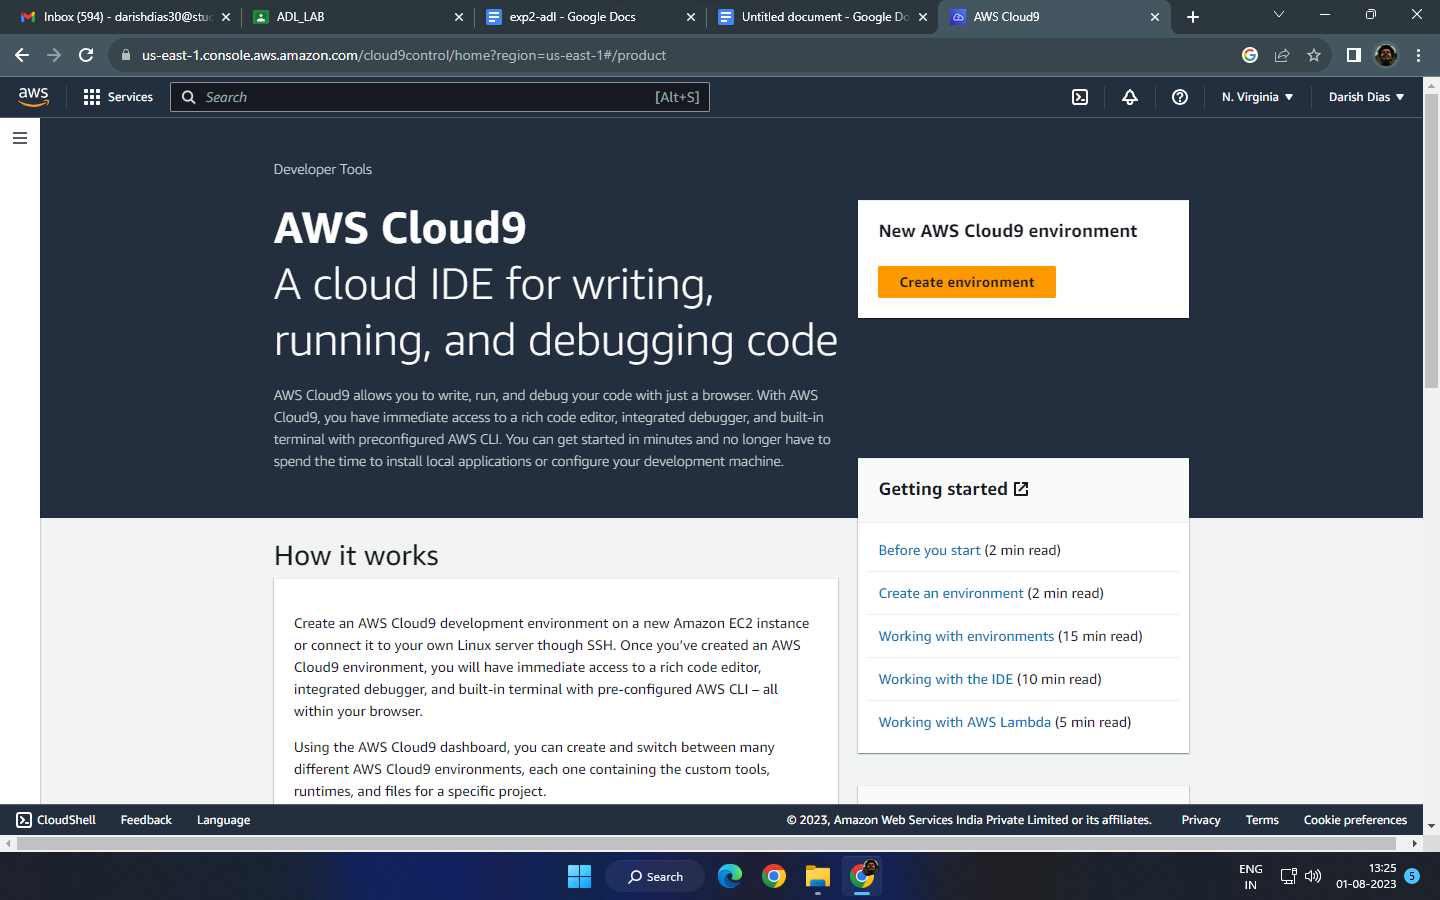 Inbox (594) - darishdias30@stu
ADL_LAB
exp2-adl - Google Docs
Untitled document - Google Do
AWS Cloud9
us-east-1.console.aws.amazon.com/cloud9control/home?region=us-east-1#/product
aws
Services
Search
[Alt+S]
N. Virginia
Darish Dias
Developer Tools
AWS Cloud9
A cloud IDE for writing,
running, and debugging code
AWS Cloud9 allows you to write, run, and debug your code with just a browser. With AWS
Cloud9, you have immediate access to a rich code editor, integrated debugger, and built-in
terminal with preconfigured AWS CLI. You can get started in minutes and no longer have to
spend the time to install local applications or configure your development machine.
New AWS Cloud9 environment
Create environment
Getting started
Before you start (2 min read)
Create an environment (2 min read)
Working with environments (15 min read)
Working with the IDE (10 min read)
Working with AWS Lambda (5 min read)
How it works
Create an AWS Cloud9 development environment on a new Amazon EC2 instance
or connect it to your own Linux server though SSH. Once you’ve created an AWS
Cloud9 environment, you will have immediate access to a rich code editor,
integrated debugger, and built-in terminal with pre-configured AWS CLI – all
within your browser.
Using the AWS Cloud9 dashboard, you can create and switch between many
different AWS Cloud9 environments, each one containing the custom tools,
runtimes, and files for a specific project.
CloudShell
Feedback
Language
© 2023, Amazon Web Services India Private Limited or its affiliates.
Privacy
Terms
Cookie preferences
Search
ENG
IN
13:25
01-08-2023
5